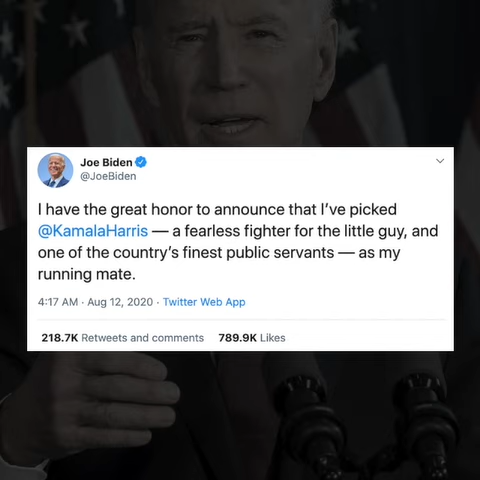 Joe Biden
@JoeBiden
I have the great honor to announce that I’ve picked
@KamalaHarris — a fearless fighter for the little guy, and
one of the country’s finest public servants — as my
running mate.
4:17 AM · Aug 12, 2020 · Twitter Web App
218.7K Retweets and comments 789.9K Likes